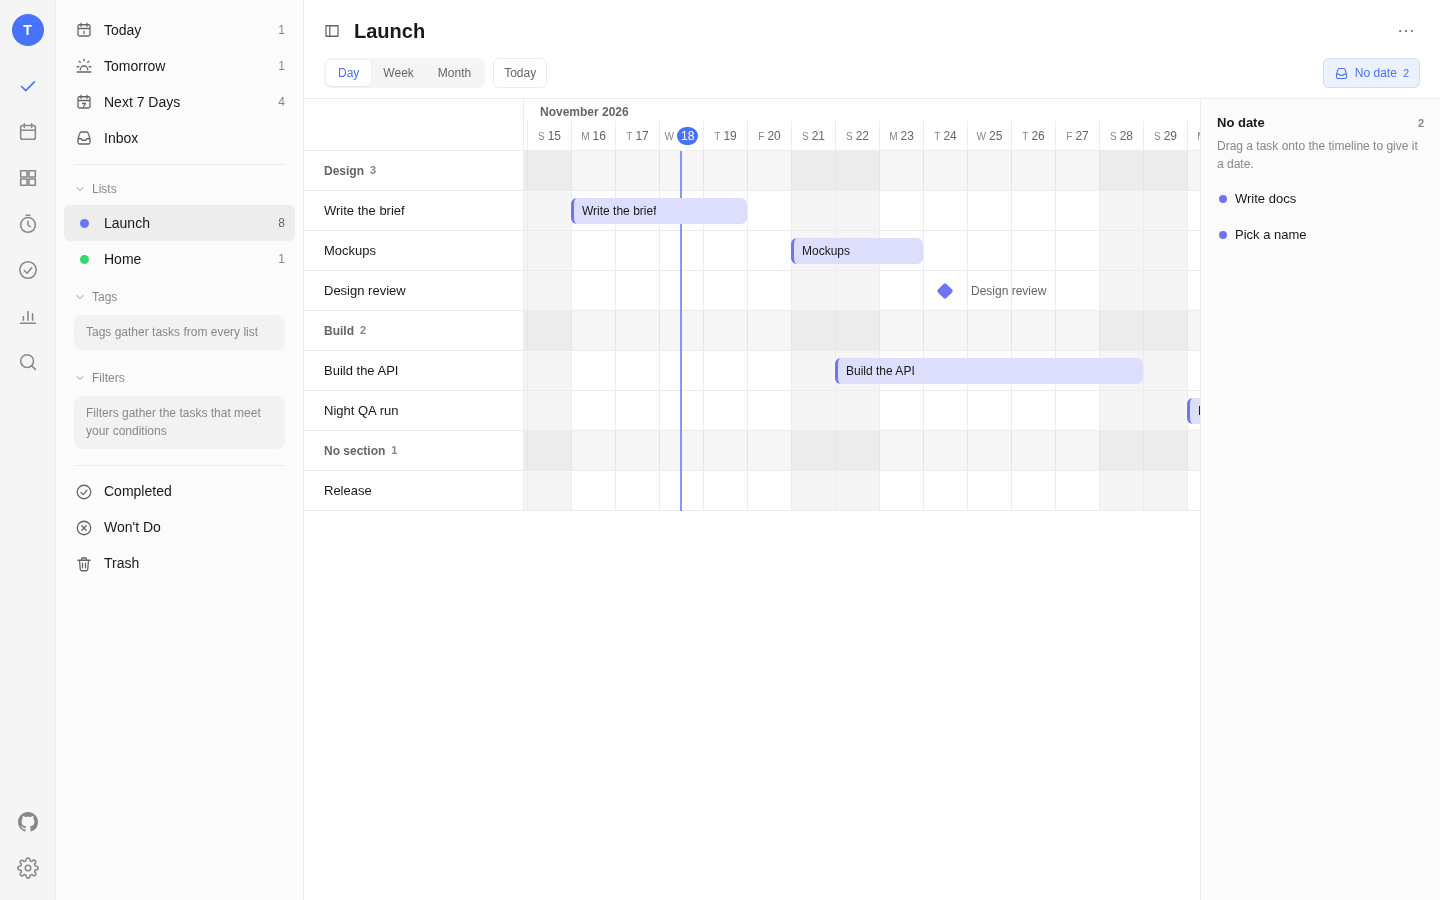 T
Today 1
Tomorrow 1
Next 7 Days 4
Inbox
Lists
Launch 8
Home 1
Tags
Tags gather tasks from every list
Filters
Filters gather the tasks that meet
your conditions
Completed
Won't Do
Trash
Launch
Day Week Month Today
No date 2
November 2026
S 15 M 16 T 17 W 18 T 19 F 20 S 21 S 22 M 23 T 24 W 25 T 26 F 27 S 28 S 29
Design 3
Write the brief Write the brief
Mockups Mockups
Design review Design review
Build 2
Build the API Build the API
Night QA run
No section 1
Release
No date 2
Drag a task onto the timeline to give it
a date.
Write docs
Pick a name